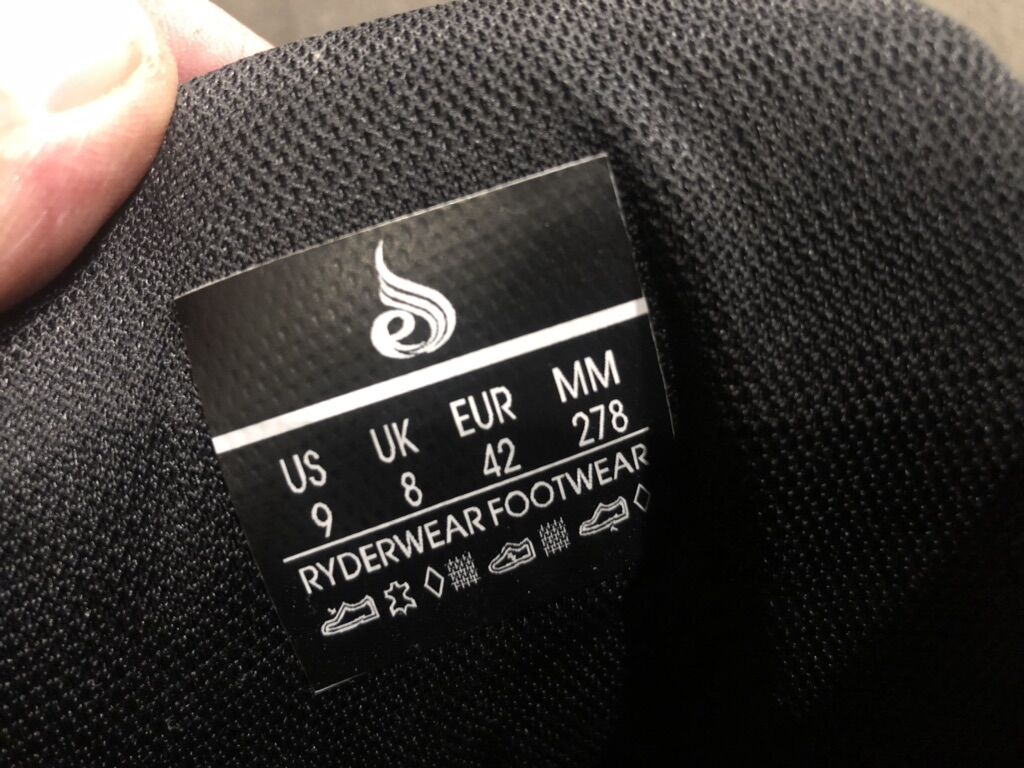 US UK EUR MM
9 8 42 278
RYDERWEAR FOOTWEAR